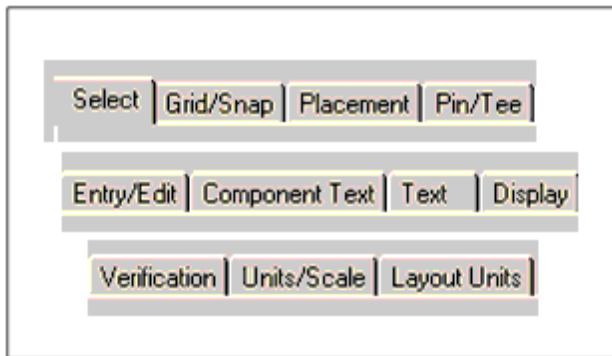 Select Grid/Snap Placement Pin/Tee
Entry/Edit Component Text Text Display
Verification Units/Scale Layout Units